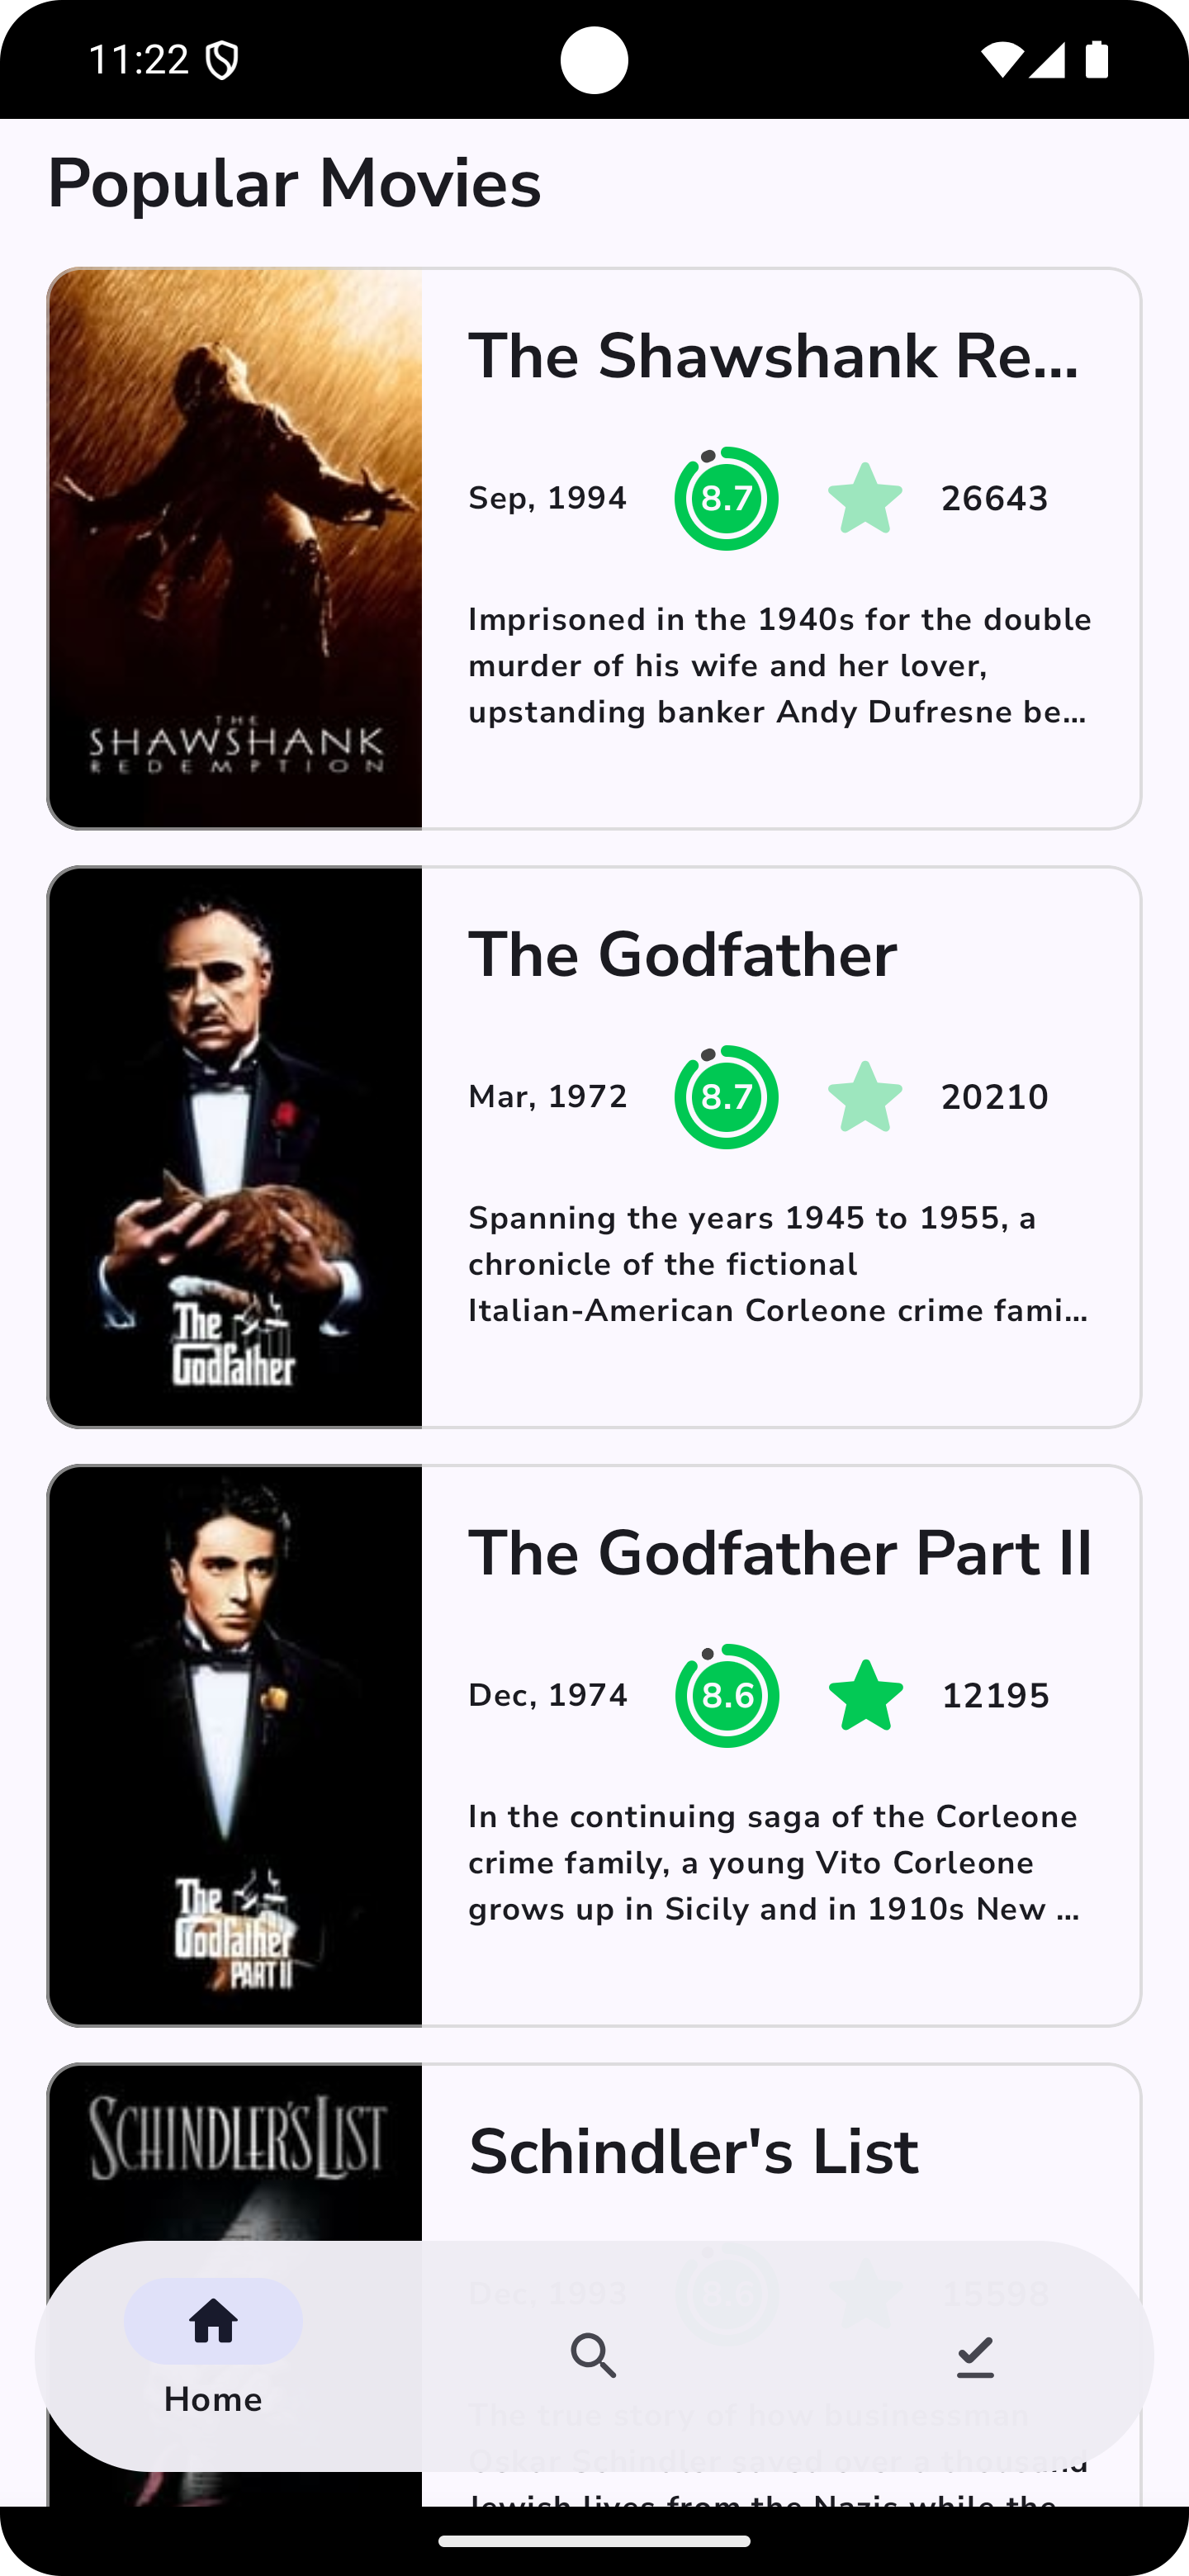 11:22
Popular Movies
THE
SHAWSHANK
REDEMPTION
The Shawshank Re...
Sep, 1994 8.7 26643
Imprisoned in the 1940s for the double
murder of his wife and her lover,
upstanding banker Andy Dufresne be...
The
Godfather
The Godfather
Mar, 1972 8.7 20210
Spanning the years 1945 to 1955, a
chronicle of the fictional
Italian-American Corleone crime fami...
The
Godfather
PART II
The Godfather Part II
Dec, 1974 8.6 12195
In the continuing saga of the Corleone
crime family, a young Vito Corleone
grows up in Sicily and in 1910s New ...
SCHINDLER'S LIST
Schindler's List
Dec, 1993 15598
The true story of how businessman
Oskar Schindler saved over a thousand
Jewish lives from the Nazis while the
Home